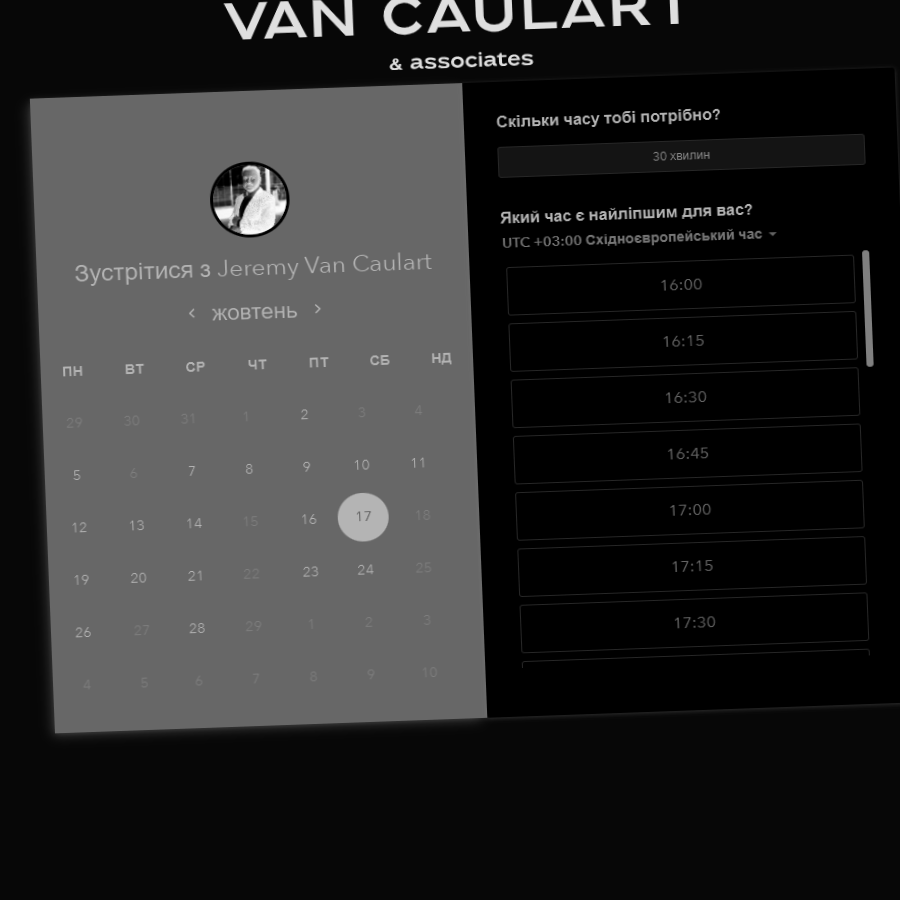 VAN CAULART
& associates
Зустрітися з Jeremy Van Caulart
‹ жовтень ›
ПН ВТ СР ЧТ ПТ СБ НД
29 30 31 1 2 3 4
5 6 7 8 9 10 11
12 13 14 15 16 17 18
19 20 21 22 23 24 25
26 27 28 29 1 2 3
4 5 6 7 8 9 10
Скільки часу тобі потрібно?
30 хвилин
Який час є найліпшим для вас?
UTC +03:00 Східноєвропейський час
16:00
16:15
16:30
16:45
17:00
17:15
17:30